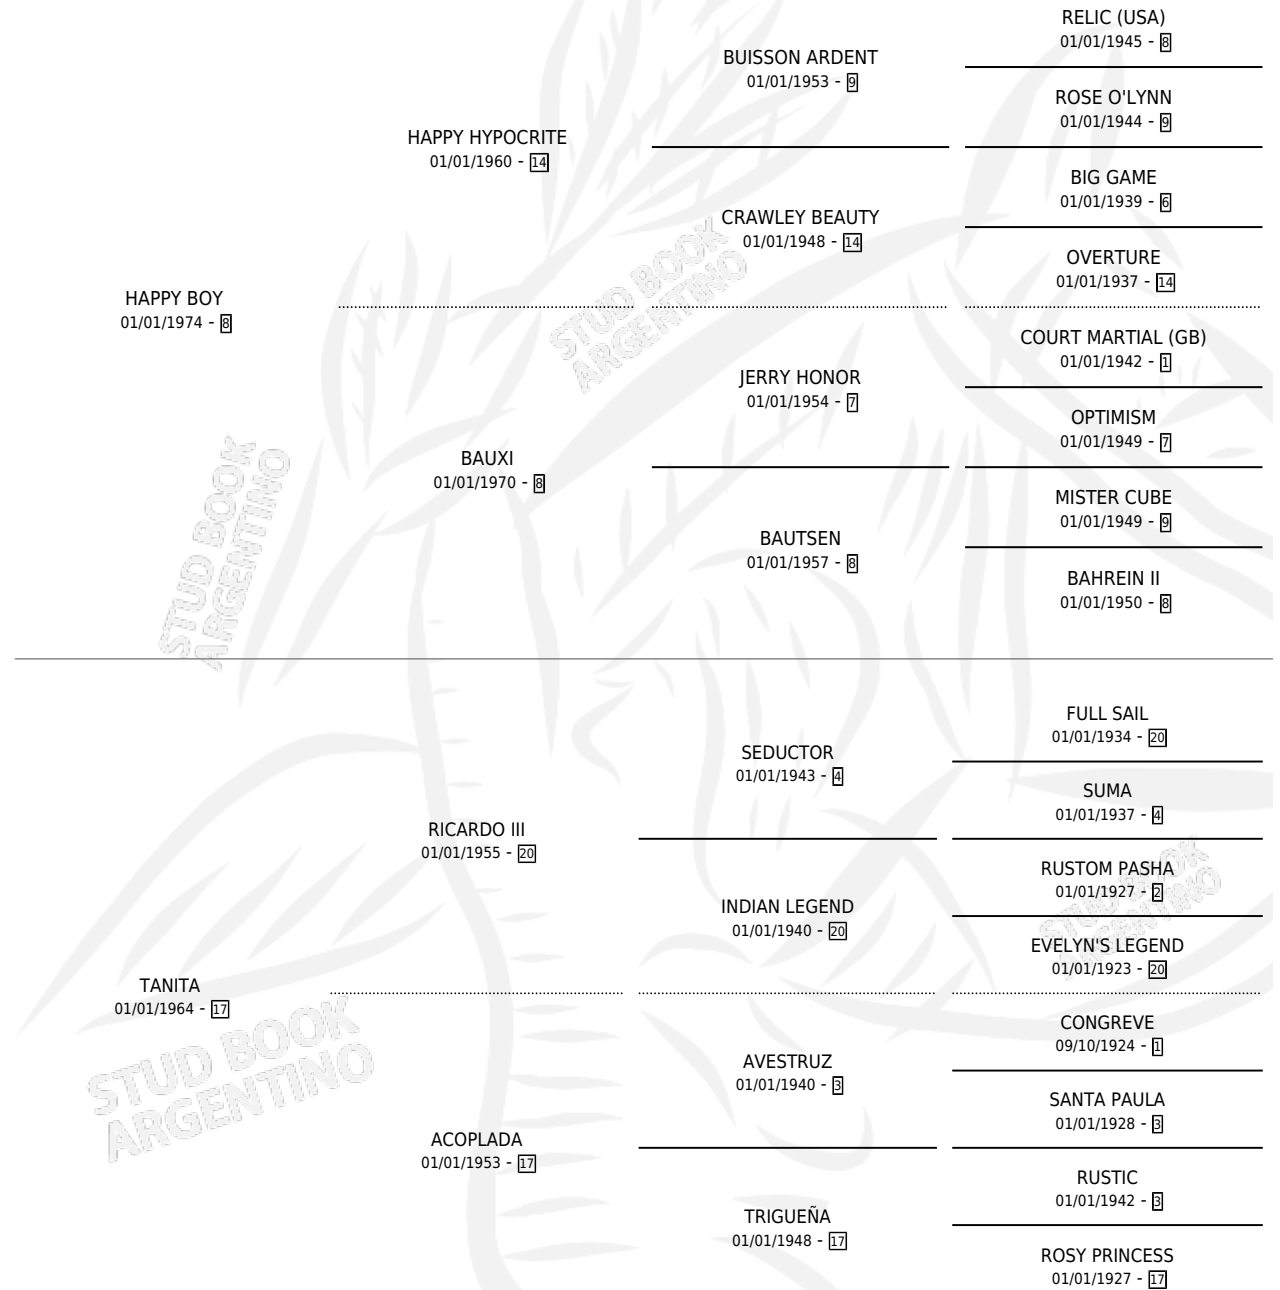 RELIC (USA)
01/01/1945 - 8
BUISSON ARDENT
01/01/1953 - 9
ROSE O'LYNN
01/01/1944 - 9
HAPPY HYPOCRITE
01/01/1960 - 14
BIG GAME
01/01/1939 - 6
CRAWLEY BEAUTY
01/01/1948 - 14
OVERTURE
01/01/1937 - 14
HAPPY BOY
01/01/1974 - 8
COURT MARTIAL (GB)
01/01/1942 - 1
JERRY HONOR
01/01/1954 - 7
OPTIMISM
01/01/1949 - 7
BAUXI
01/01/1970 - 8
MISTER CUBE
01/01/1949 - 9
BAUTSEN
01/01/1957 - 8
BAHREIN II
01/01/1950 - 8
FULL SAIL
01/01/1934 - 20
SEDUCTOR
01/01/1943 - 4
SUMA
01/01/1937 - 4
RICARDO III
01/01/1955 - 20
RUSTOM PASHA
01/01/1927 - 2
INDIAN LEGEND
01/01/1940 - 20
EVELYN'S LEGEND
01/01/1923 - 20
TANITA
01/01/1964 - 17
CONGREVE
09/10/1924 - 1
AVESTRUZ
01/01/1940 - 3
SANTA PAULA
01/01/1928 - 3
ACOPLADA
01/01/1953 - 17
RUSTIC
01/01/1942 - 3
TRIGUEÑA
01/01/1948 - 17
ROSY PRINCESS
01/01/1927 - 17
STUD BOOK
ARGENTINO
STUD BOOK
ARGENTINO
STUD BOOK
ARGENTINO
STUD BOOK
ARGENTINO